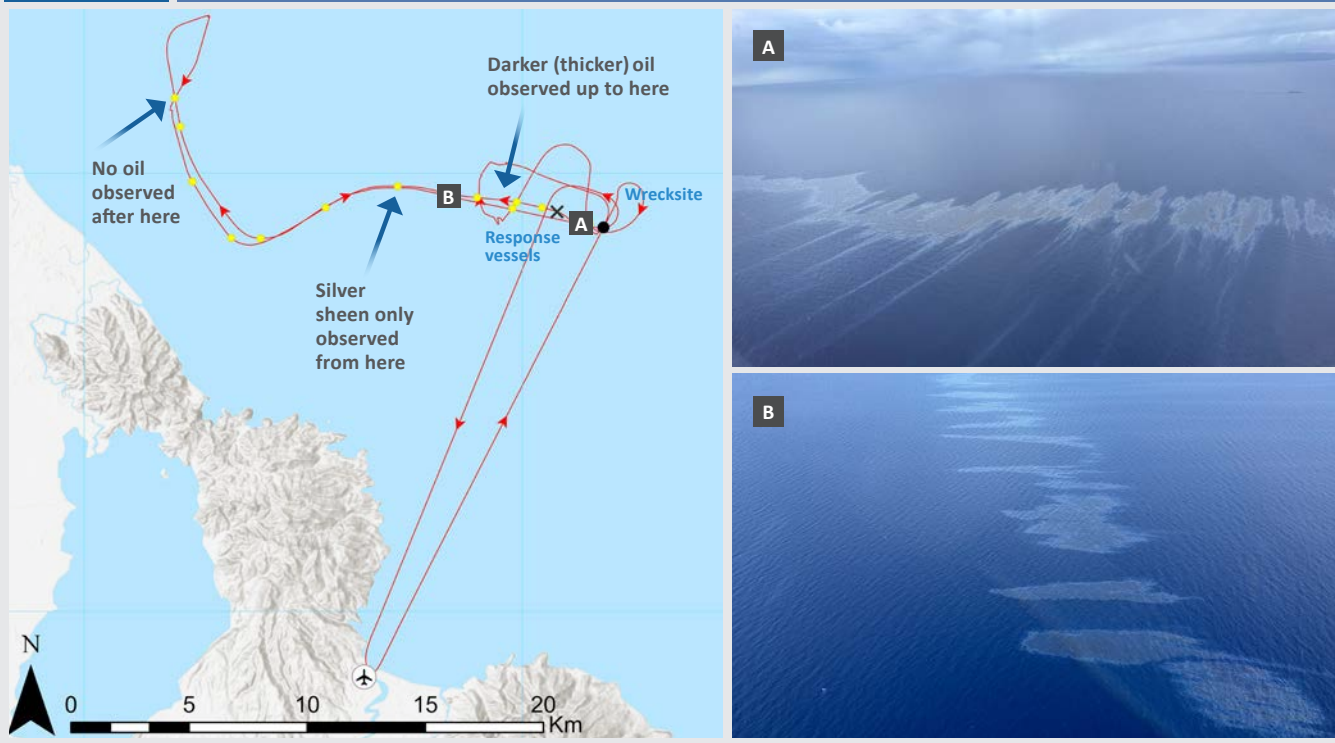 Darker (thicker) oil
observed up to here
No oil
observed
after here
B
Wrecksite
A
Response
vessels
Silver
sheen only
observed
from here
N
0 5 10 15 20
Km
A
B